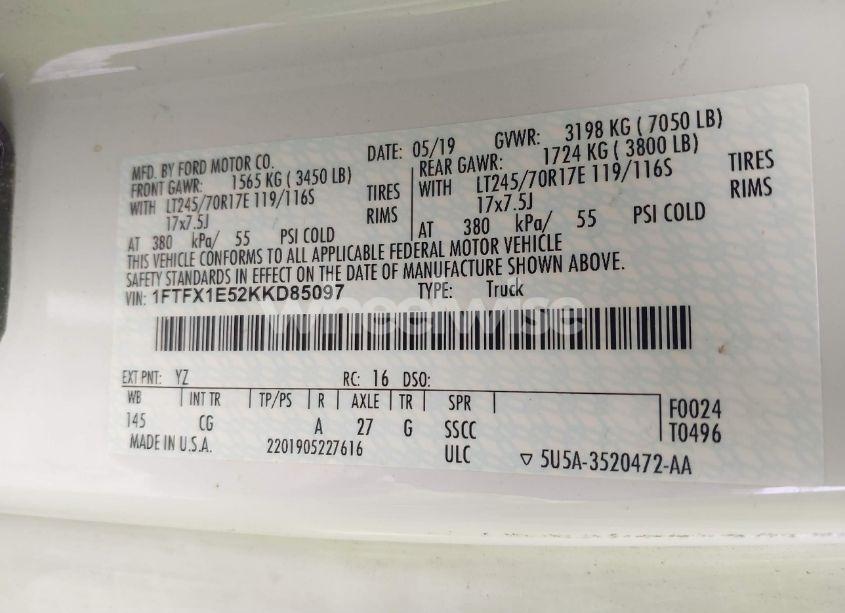 MFD. BY FORD MOTOR CO. DATE: 05/19 GVWR: 3198 KG ( 7050 LB)
FRONT GAWR: 1565 KG ( 3450 LB) REAR GAWR: 1724 KG ( 3800 LB)
WITH LT245/70R17E 119/116S TIRES WITH LT245/70R17E 119/116S TIRES
17x7.5J RIMS 17x7.5J RIMS
AT 380 kPa/ 55 PSI COLD AT 380 kPa/ 55 PSI COLD
THIS VEHICLE CONFORMS TO ALL APPLICABLE FEDERAL MOTOR VEHICLE
SAFETY STANDARDS IN EFFECT ON THE DATE OF MANUFACTURE SHOWN ABOVE.
VIN: 1FTFX1E52KKD85097 TYPE: Truck
wheelwise
EXT PNT: YZ RC: 16 DSO:
WB INT TR TP/PS R AXLE TR SPR F0024
145 CG A 27 G SSCC T0496
MADE IN U.S.A. 2201905227616 ULC ▽ 5U5A-3520472-AA